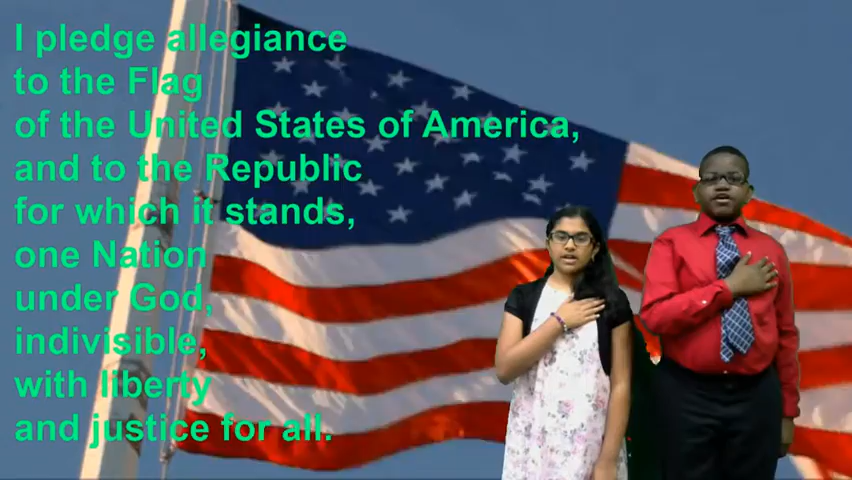 I pledge allegiance
to the Flag
of the United States of America,
and to the Republic
for which it stands,
one Nation
under God,
indivisible,
with liberty
and justice for all.